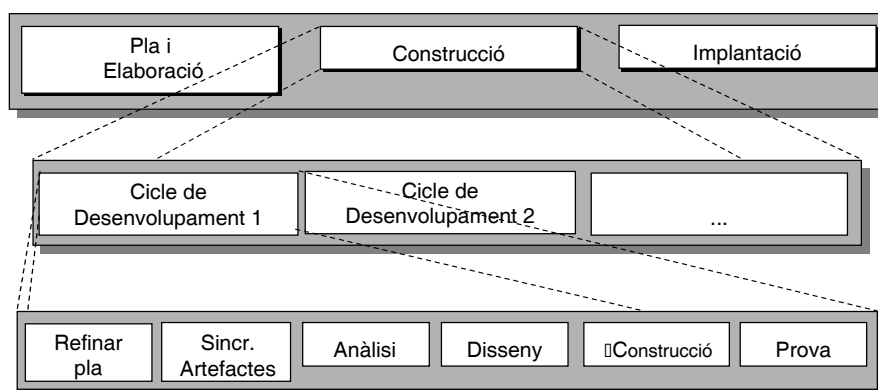 Pla i
Elaboració
Construcció
Implantació
Cicle de
Desenvolupament 1
Cicle de
Desenvolupament 2
...
Refinar
pla
Sincr.
Artefactes
Anàlisi
Disseny
▯Construcció
Prova